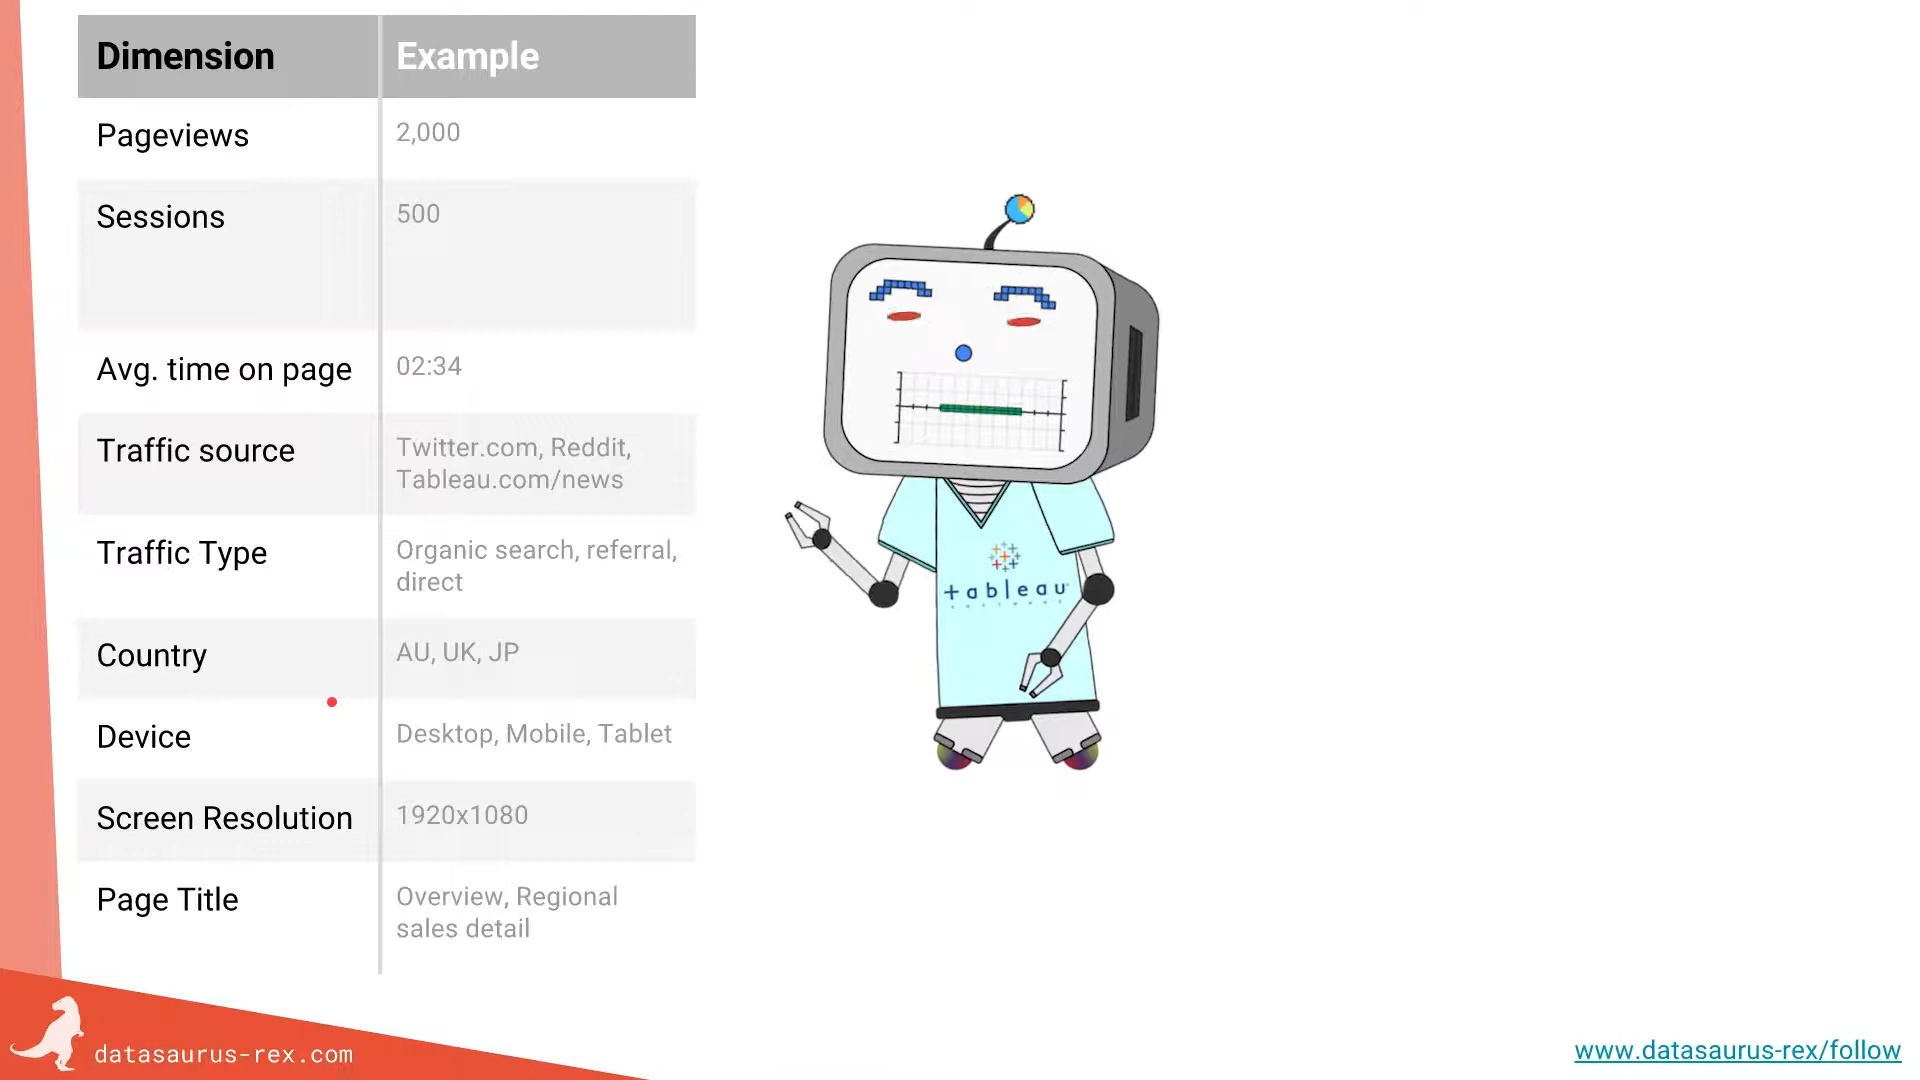 Dimension Example
Pageviews 2,000
Sessions 500
Avg. time on page 02:34
Traffic source Twitter.com, Reddit,
Tableau.com/news
Traffic Type Organic search, referral,
direct
Country AU, UK, JP
Device Desktop, Mobile, Tablet
Screen Resolution 1920x1080
Page Title Overview, Regional
sales detail
+ableau
datasaurus-rex.com
www.datasaurus-rex/follow